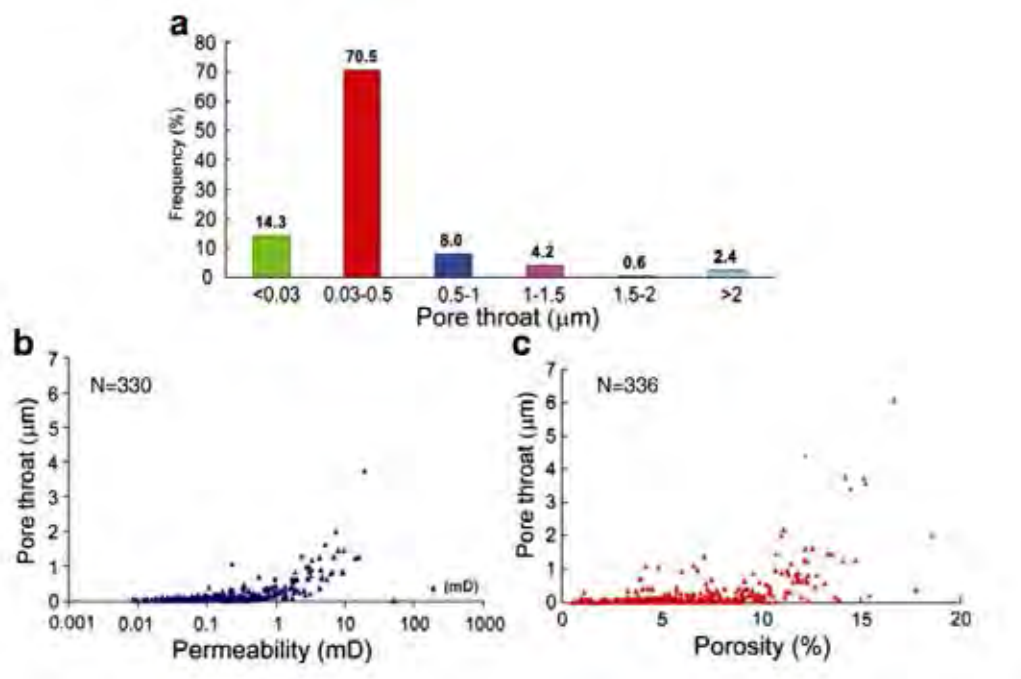 a
80
70
60
50
40
30
20
10
0
Frequency (%)
14.3
70.5
8.0
4.2
0.6
2.4
<0.03 0.03-0.5 0.5-1 1-1.5 1.5-2 >2
Pore throat (μm)
b
7
6
5
4
3
2
1
0
Pore throat (μm)
N=330
(mD)
0.001 0.01 0.1 1 10 100 1000
Permeability (mD)
c
7
6
5
4
3
2
1
0
Pore throat (μm)
N=336
0 5 10 15 20
Porosity (%)